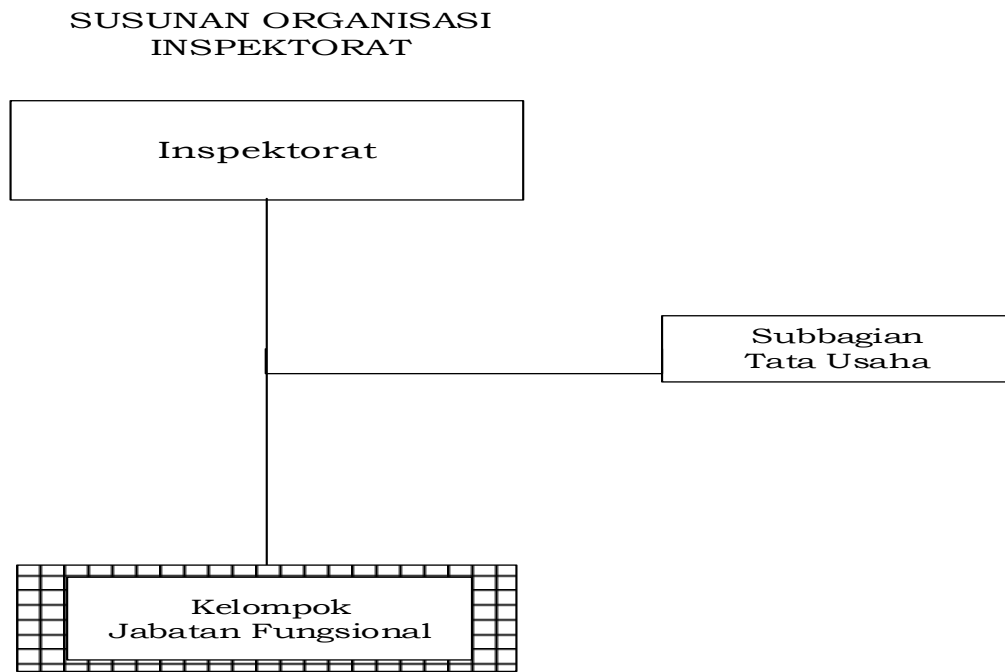 SUSUNAN ORGANISASI
INSPEKTORAT
Inspektorat
Subbagian
Tata Usaha
Kelompok
Jabatan Fungsional